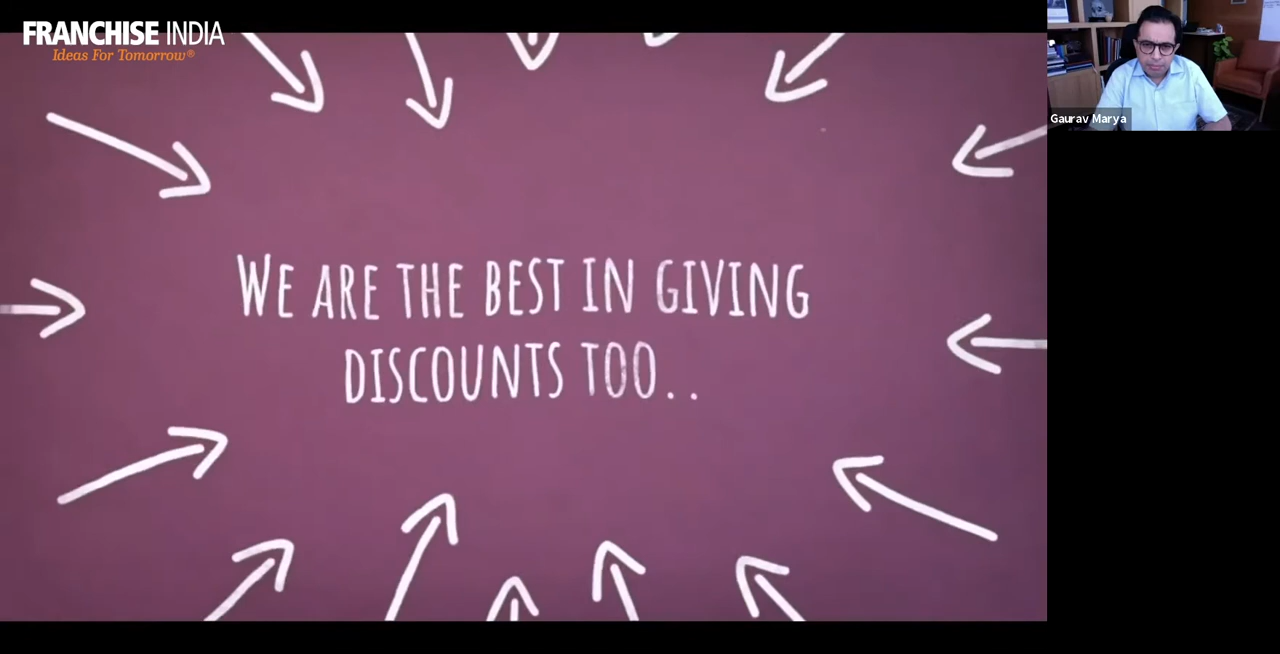 FRANCHISE INDIA
Ideas For Tomorrow®
Gaurav Marya
WE ARE THE BEST IN GIVING
DISCOUNTS TOO..